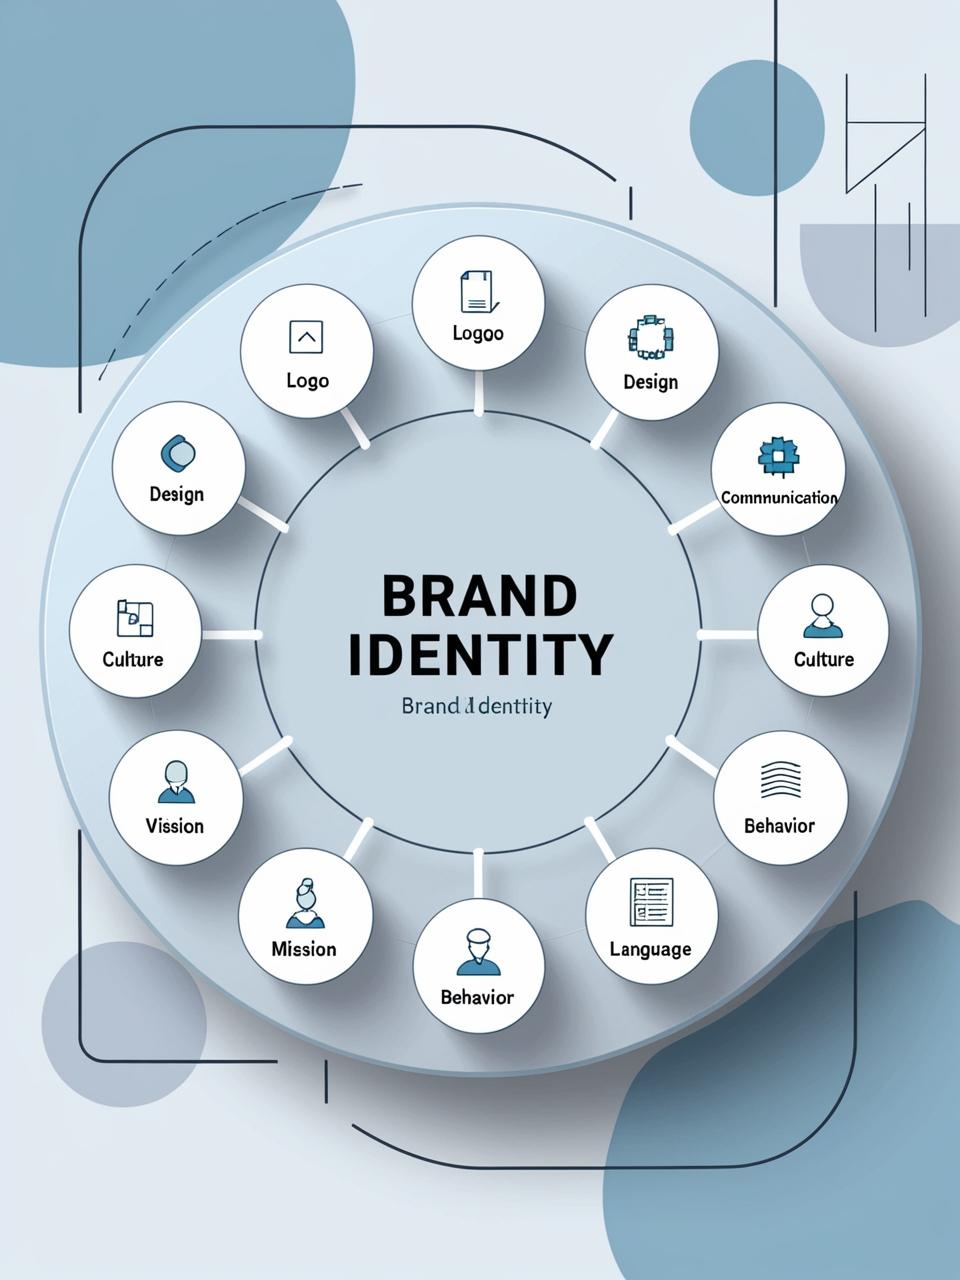 Logoo
Logo
Design
Design
Comnnunication
Culture
Culture
BRAND
IDENTITY
Brand Identtity
Vission
Behavior
Mission
Language
Behavior